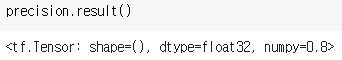 precision.result()
<tf.Tensor: shape=(), dtype=float32, numpy=0.8>